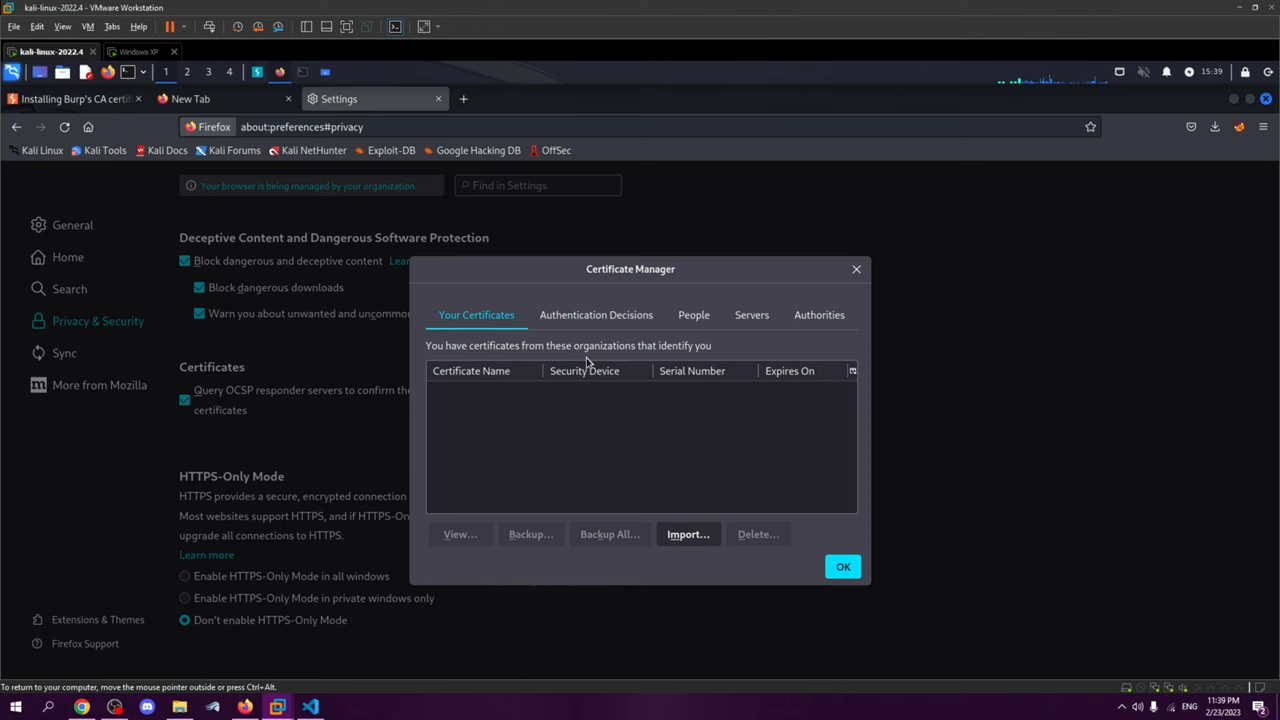 kali-linux-2022.4 - VMware Workstation
File Edit View VM Tabs Help
kali-linux-2022.4 Windows XP
1 2 3 4 15:39
Installing Burp's CA certifi New Tab Settings
Firefox about:preferences#privacy
Kali Linux Kali Tools Kali Docs Kali Forums Kali NetHunter Exploit-DB Google Hacking DB OffSec
Your browser is being managed by your organization. Find in Settings
General
Home
Search
Privacy & Security
Sync
More from Mozilla
Extensions & Themes
Firefox Support
Deceptive Content and Dangerous Software Protection
Block dangerous and deceptive content Lear
Block dangerous downloads
Warn you about unwanted and uncommo
Certificates
Query OCSP responder servers to confirm the
certificates
HTTPS-Only Mode
HTTPS provides a secure, encrypted connection
Most websites support HTTPS, and if HTTPS-On
upgrade all connections to HTTPS.
Learn more
Enable HTTPS-Only Mode in all windows
Enable HTTPS-Only Mode in private windows only
Don't enable HTTPS-Only Mode
Certificate Manager
Your Certificates Authentication Decisions People Servers Authorities
You have certificates from these organizations that identify you
Certificate Name Security Device Serial Number Expires On
View... Backup... Backup All... Import... Delete...
OK
To return to your computer, move the mouse pointer outside or press Ctrl+Alt.
ENG 11:39 PM
2/23/2023 2